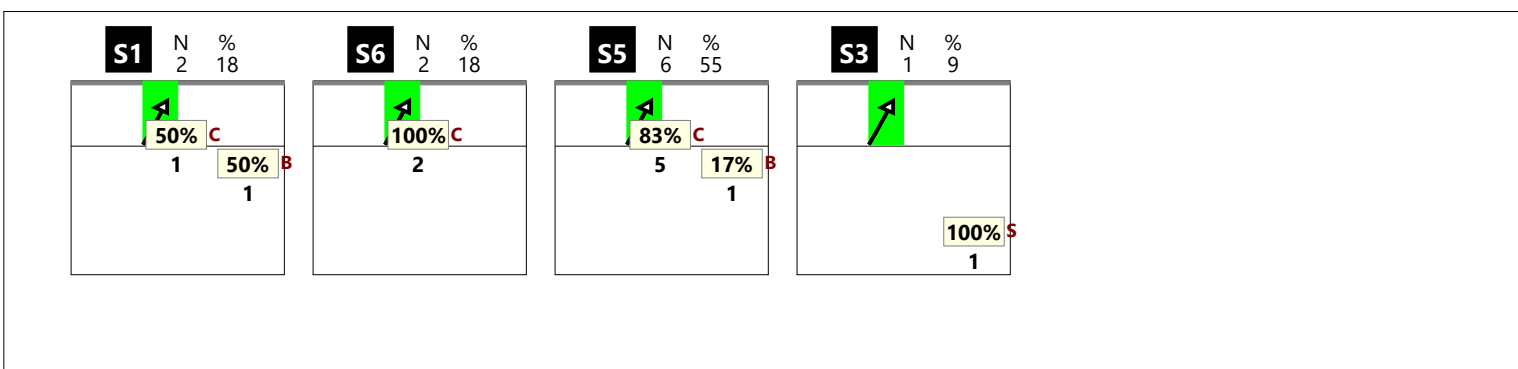 S1 N %
2 18
50% C
1
50% B
1
S6 N %
2 18
100% C
2
S5 N %
6 55
83% C
5
17% B
1
S3 N %
1 9
100% S
1